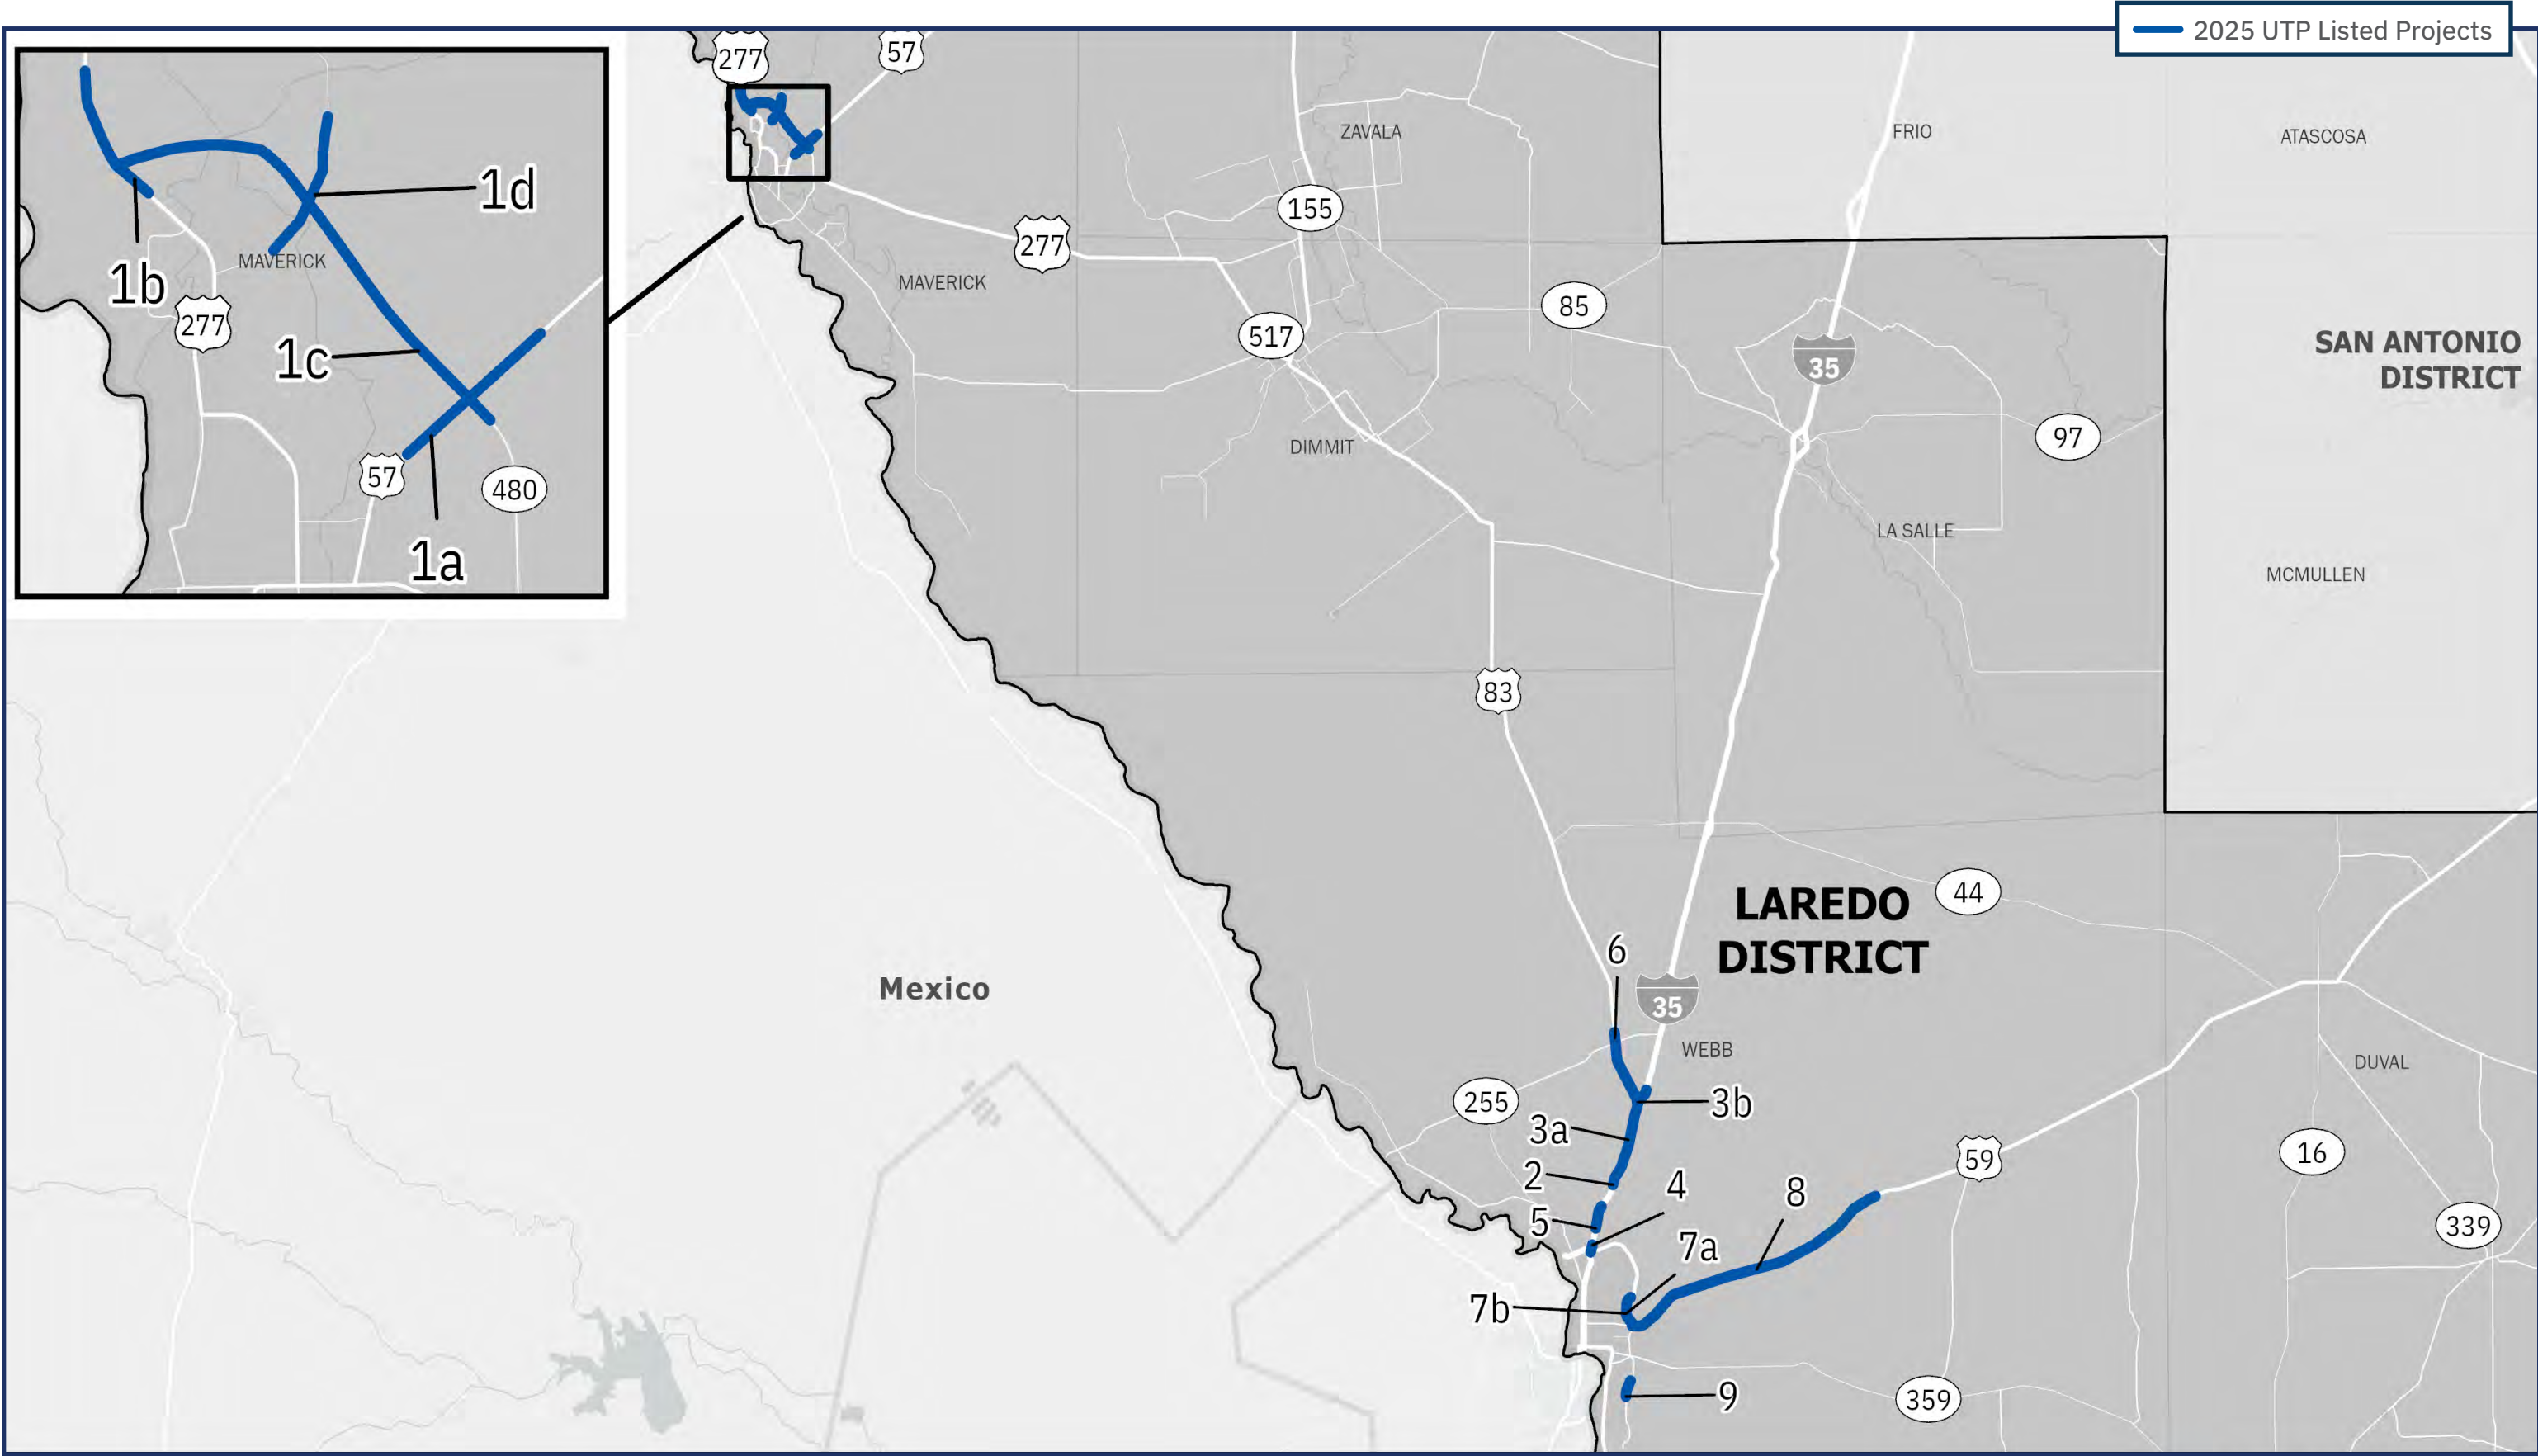 2025 UTP Listed Projects
277
57
ZAVALA
FRIO
ATASCOSA
1d
155
277
MAVERICK
1b
MAVERICK
277
85
517
1c
35
SAN ANTONIO
DISTRICT
97
DIMMIT
57
480
LA SALLE
1a
MCMULLEN
83
44
LAREDO
DISTRICT
6
Mexico
35
WEBB
DUVAL
255
3b
3a
2
59
16
4
8
5
339
7a
7b
9
359